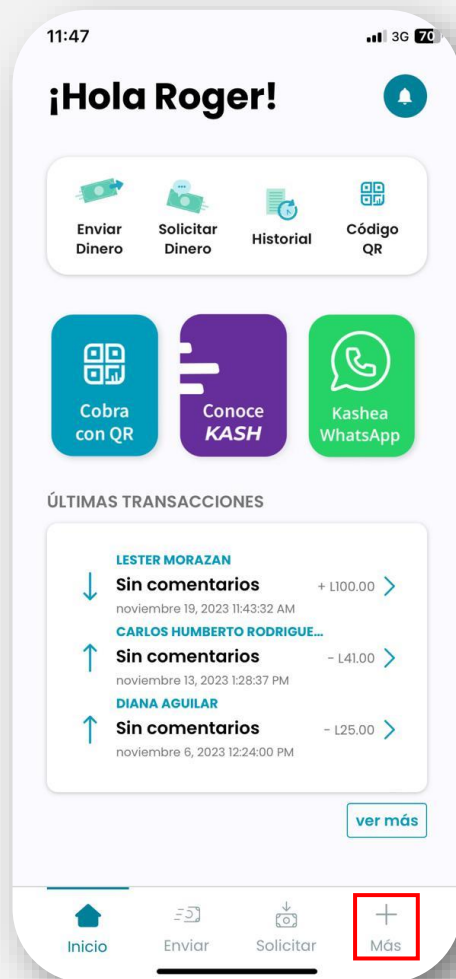 11:47
3G 70
¡Hola Roger!
Enviar
Dinero
Solicitar
Dinero
Historial
Código
QR
Cobra
con QR
Conoce
KASH
Kashea
WhatsApp
ÚLTIMAS TRANSACCIONES
LESTER MORAZAN
Sin comentarios + L100.00
noviembre 19, 2023 11:43:32 AM
CARLOS HUMBERTO RODRIGUE...
Sin comentarios - L41.00
noviembre 13, 2023 1:28:37 PM
DIANA AGUILAR
Sin comentarios - L25.00
noviembre 6, 2023 12:24:00 PM
ver más
Inicio Enviar Solicitar Más